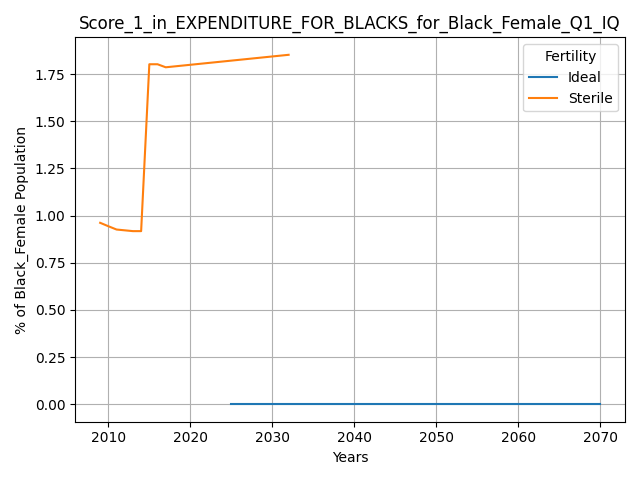 Score_1_in_EXPENDITURE_FOR_BLACKS_for_Black_Female_Q1_IQ
Fertility
Ideal
Sterile
% of Black_Female Population
1.75
1.50
1.25
1.00
0.75
0.50
0.25
0.00
2010 2020 2030 2040 2050 2060 2070
Years